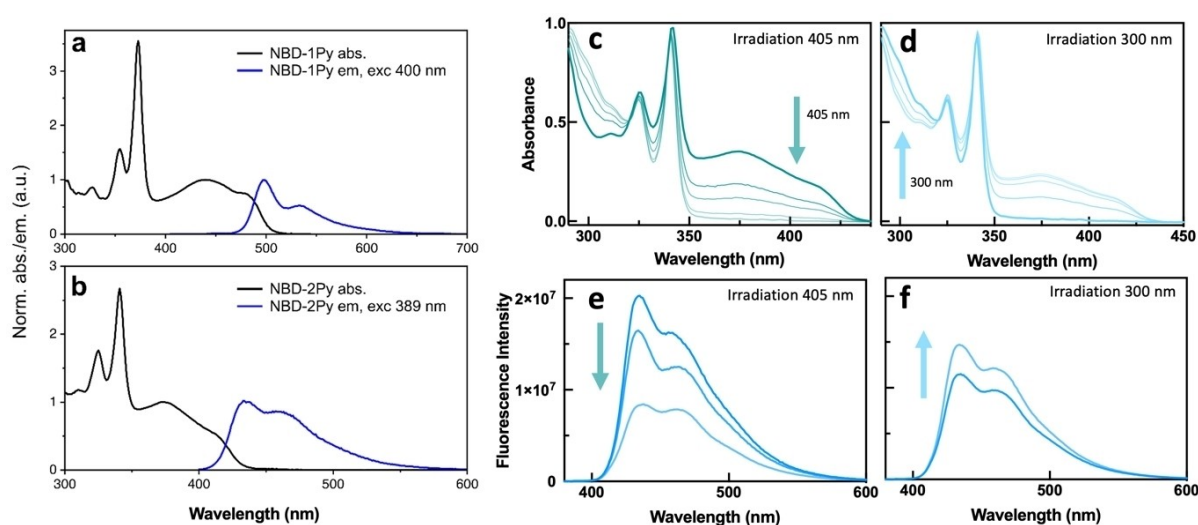 a
NBD-1Py abs.
NBD-1Py em, exc 400 nm
3
2
1
0
300 400 500 600 700
b
NBD-2Py abs.
NBD-2Py em, exc 389 nm
3
2
1
0
300 350 400 450 500 550 600
Wavelength (nm)
Norm. abs./em. (a.u.)
c
Irradiation 405 nm
405 nm
1.0
0.5
0.0
Absorbance
300 350 400
Wavelength (nm)
d
Irradiation 300 nm
300 nm
300 350 400 450
Wavelength (nm)
e
Irradiation 405 nm
2×10⁷
1×10⁷
0
Fluorescence Intensity
400 500 600
Wavelength (nm)
f
Irradiation 300 nm
400 500 600
Wavelength (nm)